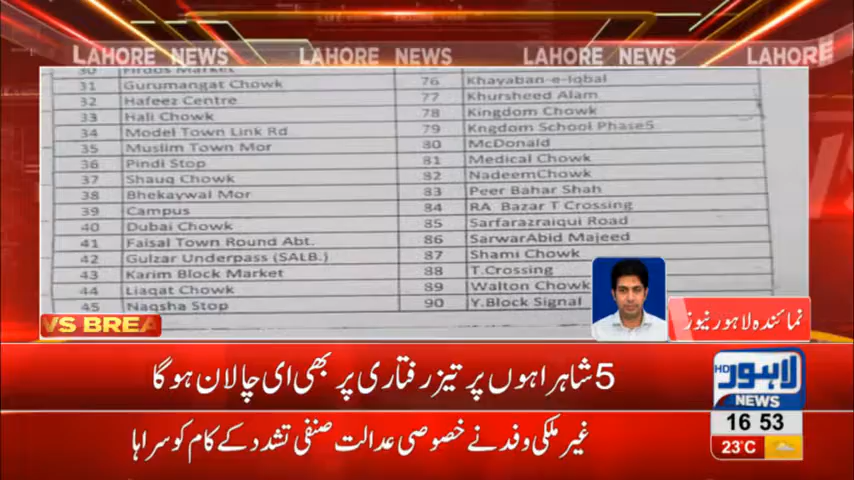 LAHORE NEWS LAHORE NEWS LAHORE NEWS LAHORE
30 Firdos Market
31 Gurumangat Chowk 76 Khayaban-e-Iqbal
32 Hafeez Centre 77 Khursheed Alam
33 Hali Chowk 78 Kingdom Chowk
34 Model Town Link Rd 79 Kngdom School Phase5
35 Muslim Town Mor 80 McDonald
36 Pindi Stop 81 Medical Chowk
37 Shauq Chowk 82 NadeemChowk
38 Bhekaywal Mor 83 Peer Bahar Shah
39 Campus 84 RA Bazar T Crossing
40 Dubai Chowk 85 Sarfarazraiqui Road
41 Faisal Town Round Abt. 86 SarwarAbid Majeed
42 Gulzar Underpass (SALB.) 87 Shami Chowk
43 Karim Block Market 88 T.Crossing
44 Liaqat Chowk 89 Walton Chowk
45 Naqsha Stop 90 Y.Block Signal
نمائندہ لاہور نیوز
WS BREA
5 شاہراہوں پر تیز رفتاری پر بھی ای چالان ہوگا
HD لاہور
NEWS
16 53
23°C
غیر ملکی وفد نے خصوصی عدالت صنفی تشدد کے کام کو سراہا